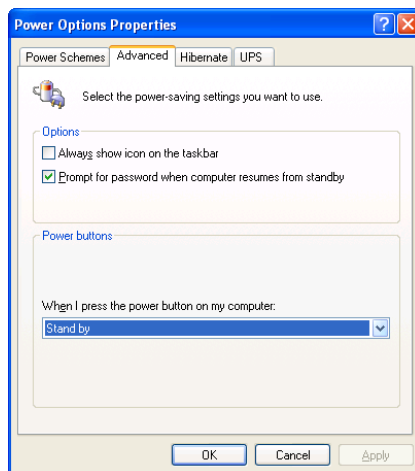 Power Options Properties
Power Schemes Advanced Hibernate UPS
Select the power-saving settings you want to use.
Options
Always show icon on the taskbar
Prompt for password when computer resumes from standby
Power buttons
When I press the power button on my computer:
Stand by
OK Cancel Apply